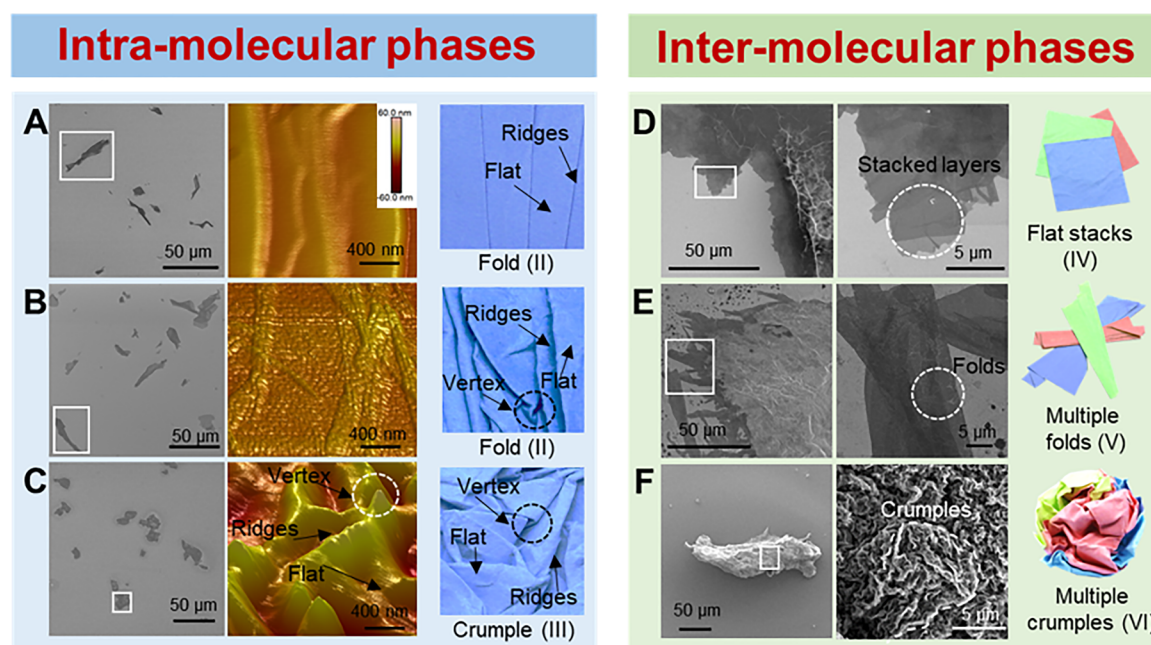 Intra-molecular phases
Inter-molecular phases
A
50 µm
60.0 nm
-60.0 nm
400 nm
Ridges
Flat
Fold (II)
B
50 µm
400 nm
Ridges
Vertex
Flat
Fold (II)
C
50 µm
Vertex
Ridges
Flat
400 nm
Vertex
Flat
Ridges
Crumple (III)
D
50 µm
Stacked layers
5 µm
Flat stacks
(IV)
E
50 µm
Folds
5 µm
Multiple
folds (V)
F
50 µm
Crumples
5 µm
Multiple
crumples (VI)